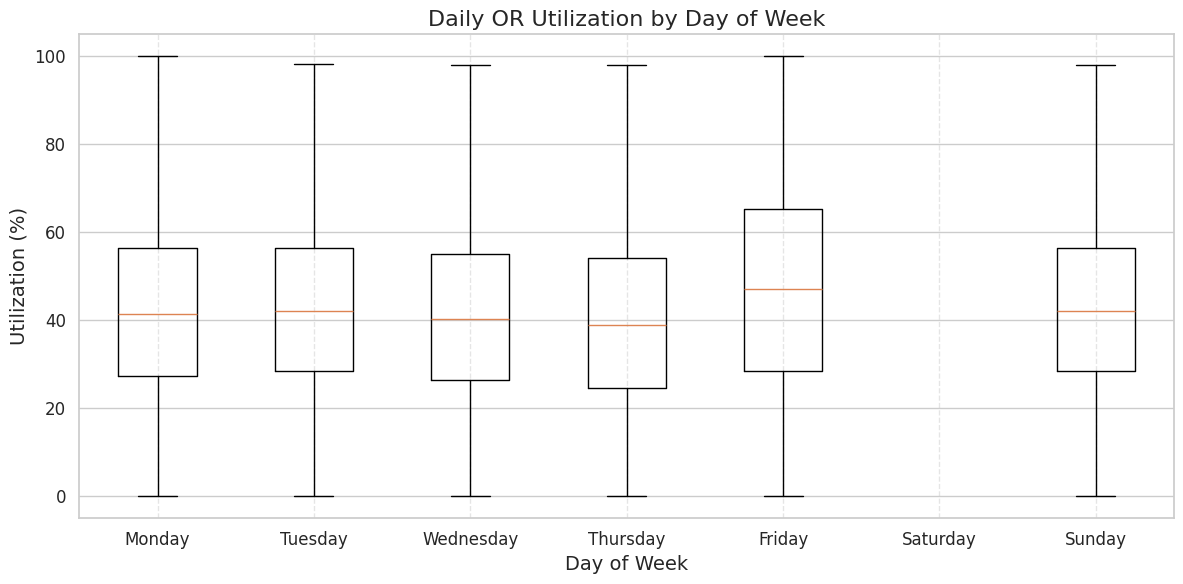 Daily OR Utilization by Day of Week
Utilization (%)
100
80
60
40
20
0
Monday Tuesday Wednesday Thursday Friday Saturday Sunday
Day of Week